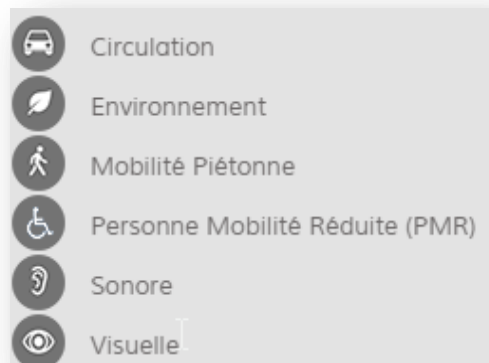 Circulation
Environnement
Mobilité Piétonne
Personne Mobilité Réduite (PMR)
Sonore
Visuelle